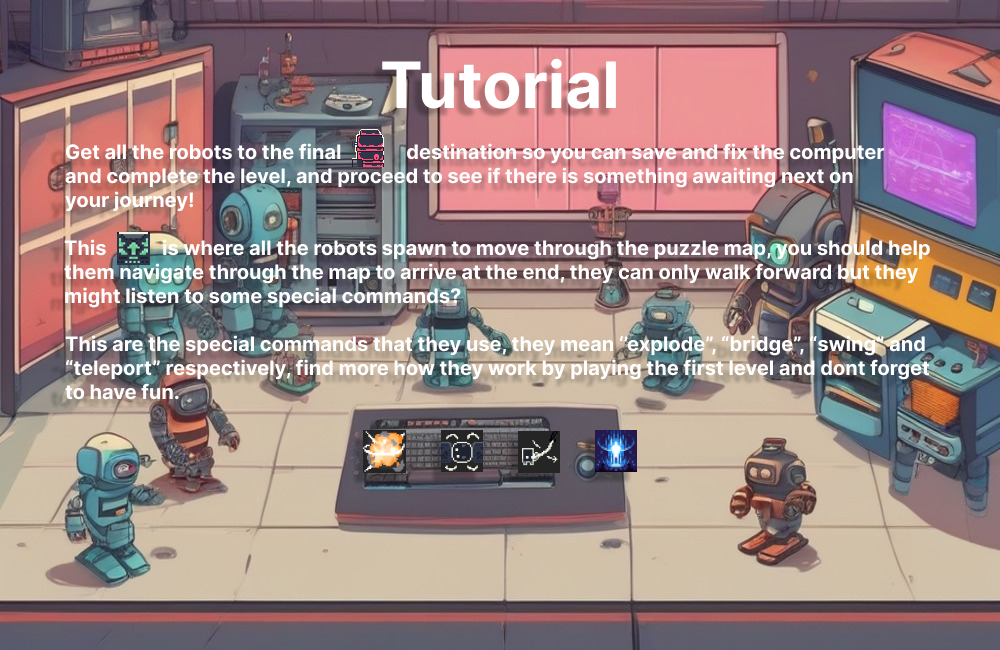 Tutorial
Get all the robots to the final destination so you can save and fix the computer
and complete the level, and proceed to see if there is something awaiting next on
your journey!
This is where all the robots spawn to move through the puzzle map, you should help
them navigate through the map to arrive at the end, they can only walk forward but they
might listen to some special commands?
This are the special commands that they use, they mean “explode”, “bridge”, “swing” and
“teleport” respectively, find more how they work by playing the first level and dont forget
to have fun.